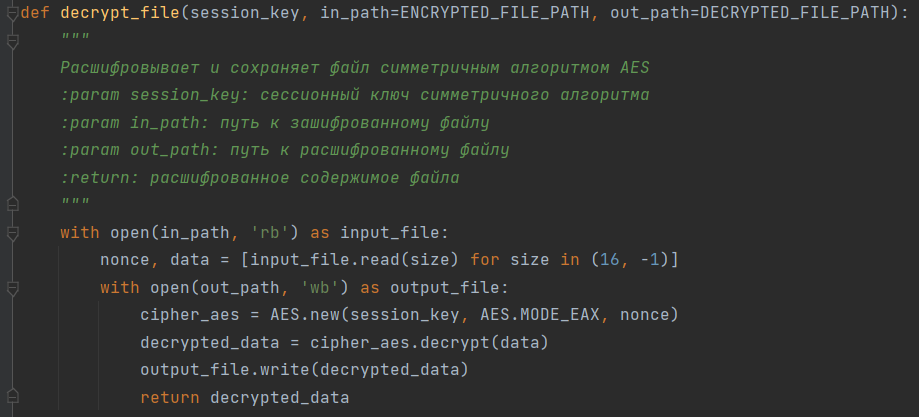 def decrypt_file(session_key, in_path=ENCRYPTED_FILE_PATH, out_path=DECRYPTED_FILE_PATH):
    """
    Расшифровывает и сохраняет файл симметричным алгоритмом AES
    :param session_key: сессионный ключ симметричного алгоритма
    :param in_path: путь к зашифрованному файлу
    :param out_path: путь к расшифрованному файлу
    :return: расшифрованное содержимое файла
    """
    with open(in_path, 'rb') as input_file:
        nonce, data = [input_file.read(size) for size in (16, -1)]
        with open(out_path, 'wb') as output_file:
            cipher_aes = AES.new(session_key, AES.MODE_EAX, nonce)
            decrypted_data = cipher_aes.decrypt(data)
            output_file.write(decrypted_data)
            return decrypted_data